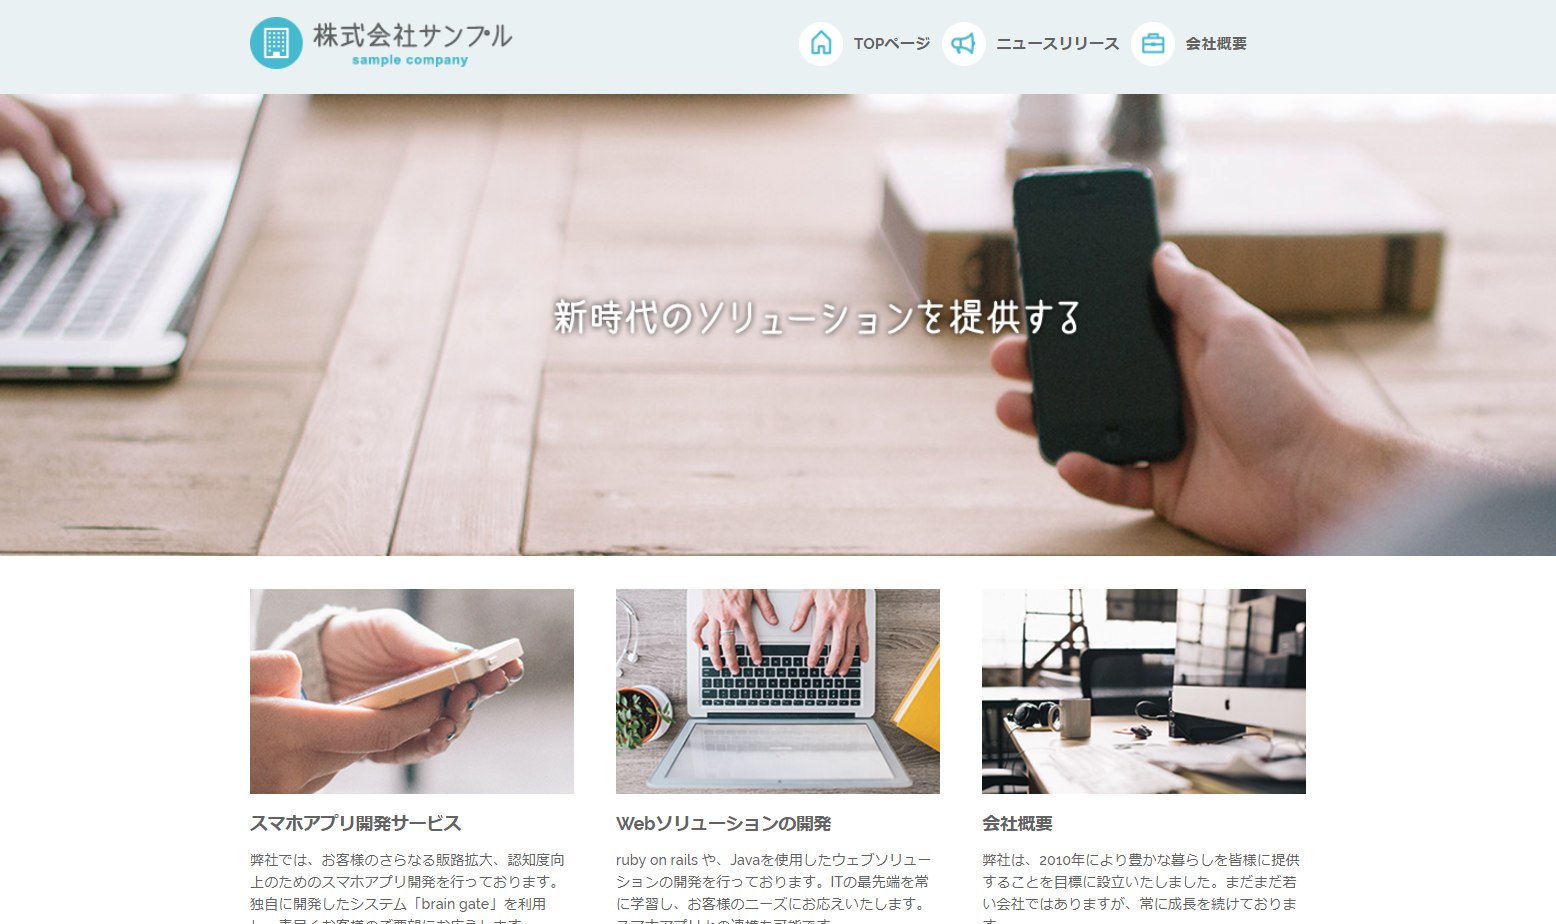 株式会社サンプル
sample company
TOPページ
ニュースリリース
会社概要
新時代のソリューションを提供する
スマホアプリ開発サービス
弊社では、お客様のさらなる販路拡大、認知度向
上のためのスマホアプリ開発を行っております。
独自に開発したシステム「brain gate」を利用
Webソリューションの開発
ruby on rails や、Javaを使用したウェブソリュー
ションの開発を行っております。ITの最先端を常
に学習し、お客様のニーズにお応えいたします。
会社概要
弊社は、2010年により豊かな暮らしを皆様に提供
することを目標に設立いたしました。まだまだ若
い会社ではありますが、常に成長を続けておりま